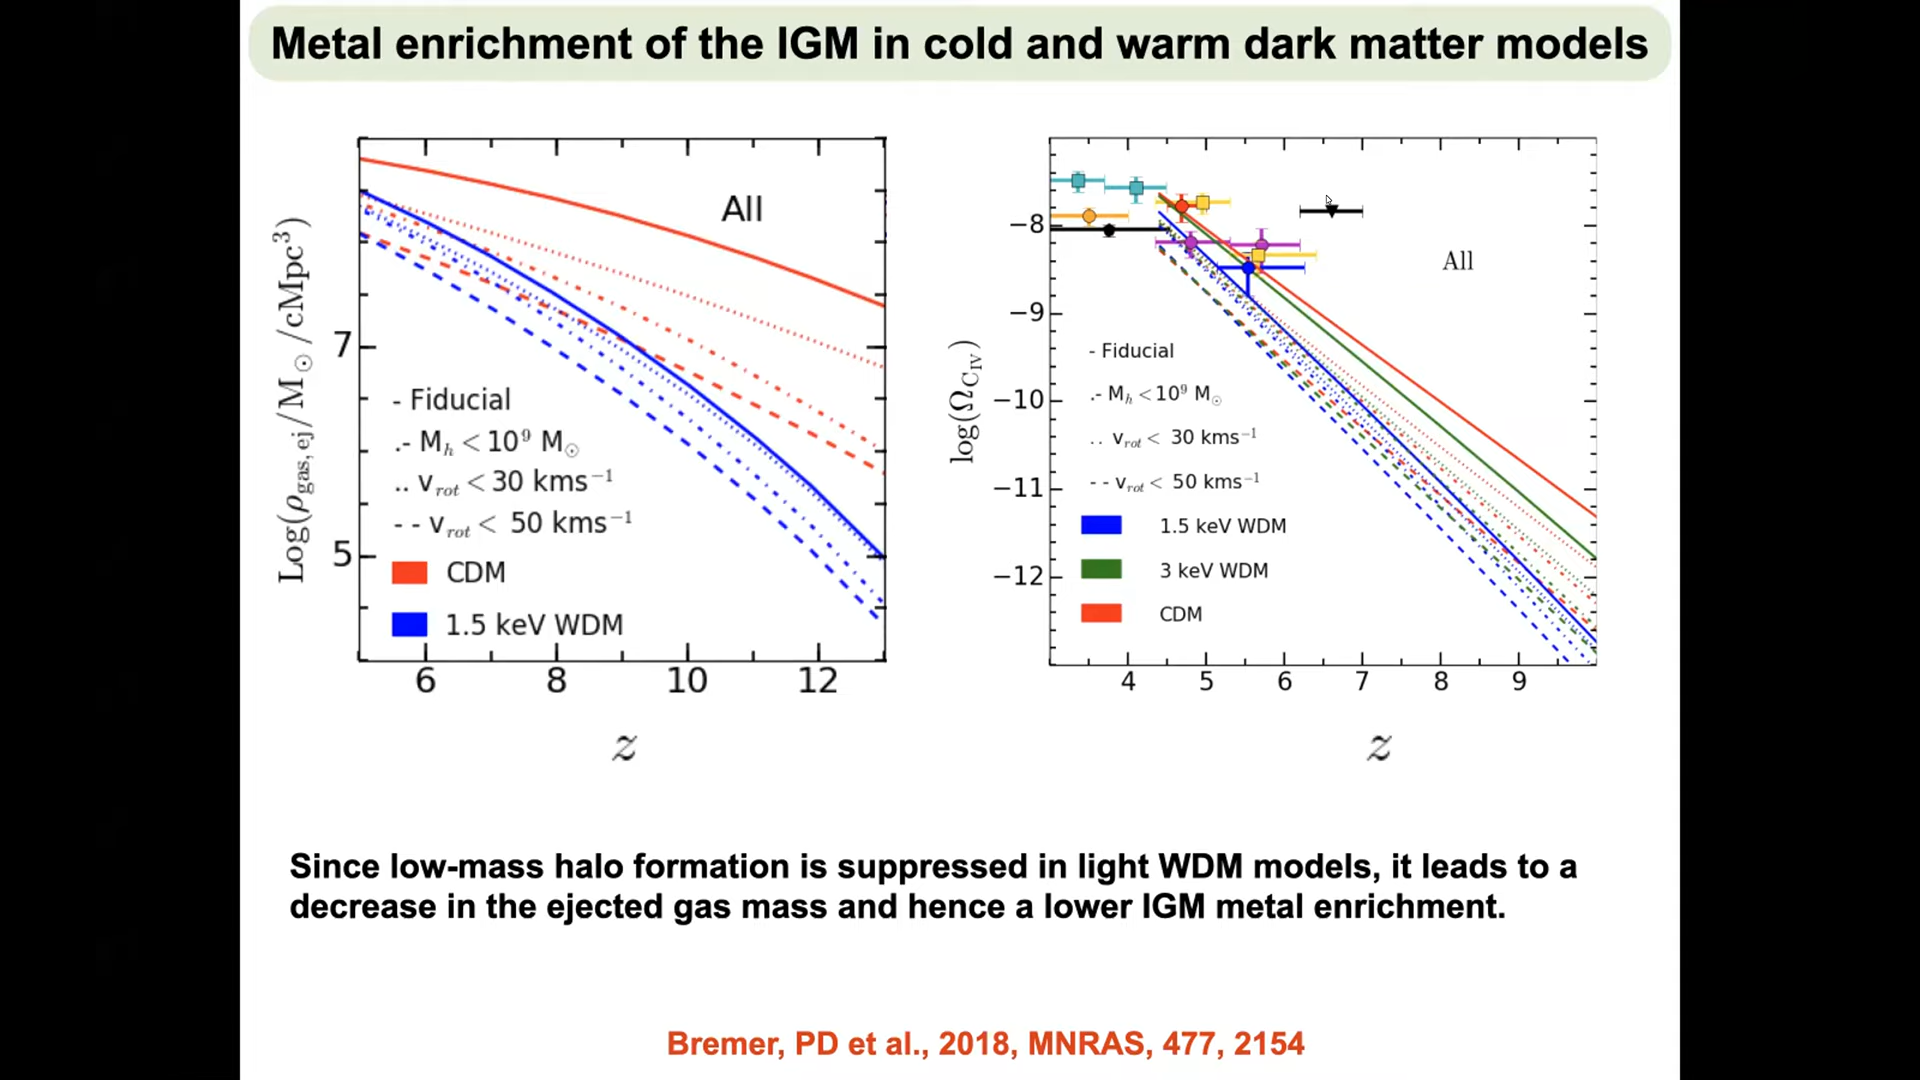 Metal enrichment of the IGM in cold and warm dark matter models
All
Log(ρgas, ej/M⊙/cMpc³)
7
5
- Fiducial
.- Mh < 10⁹ M⊙
.. vrot < 30 kms⁻¹
- - vrot < 50 kms⁻¹
CDM
1.5 keV WDM
6 8 10 12
z
All
log(ΩCIV)
−8
−9
−10
−11
−12
- Fiducial
.- Mh < 10⁹ M⊙
.. vrot < 30 kms⁻¹
- - vrot < 50 kms⁻¹
1.5 keV WDM
3 keV WDM
CDM
4 5 6 7 8 9
z
Since low-mass halo formation is suppressed in light WDM models, it leads to a
decrease in the ejected gas mass and hence a lower IGM metal enrichment.
Bremer, PD et al., 2018, MNRAS, 477, 2154